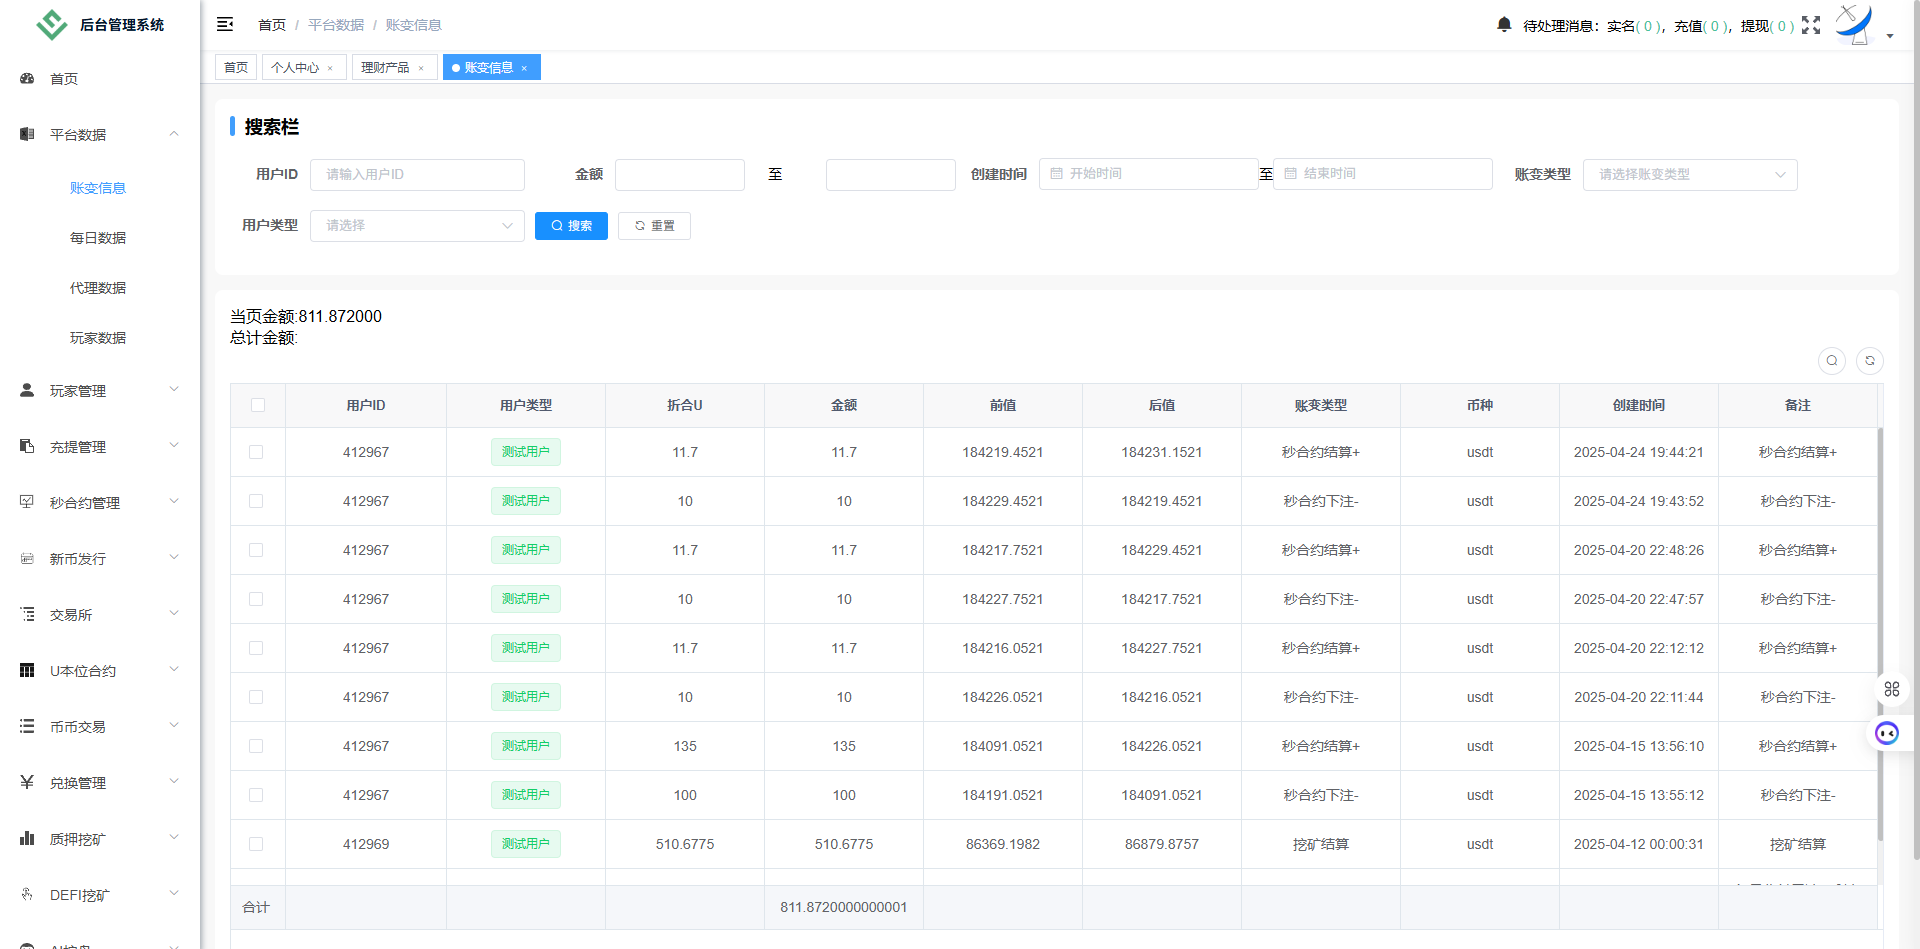 后台管理系统
首页 / 平台数据 / 账变信息
待处理消息：实名( 0 )，充值( 0 )，提现( 0 )
首页
个人中心 ×
理财产品 ×
账变信息 ×
首页
平台数据
账变信息
每日数据
代理数据
玩家数据
玩家管理
充提管理
秒合约管理
新币发行
交易所
U本位合约
币币交易
兑换管理
质押挖矿
DEFI挖矿
搜索栏
用户ID 请输入用户ID 金额 至 创建时间 开始时间 至 结束时间 账变类型 请选择账变类型
用户类型 请选择 搜索 重置
当页金额:811.872000
总计金额:
用户ID 用户类型 折合U 金额 前值 后值 账变类型 币种 创建时间 备注
412967 测试用户 11.7 11.7 184219.4521 184231.1521 秒合约结算+ usdt 2025-04-24 19:44:21 秒合约结算+
412967 测试用户 10 10 184229.4521 184219.4521 秒合约下注- usdt 2025-04-24 19:43:52 秒合约下注-
412967 测试用户 11.7 11.7 184217.7521 184229.4521 秒合约结算+ usdt 2025-04-20 22:48:26 秒合约结算+
412967 测试用户 10 10 184227.7521 184217.7521 秒合约下注- usdt 2025-04-20 22:47:57 秒合约下注-
412967 测试用户 11.7 11.7 184216.0521 184227.7521 秒合约结算+ usdt 2025-04-20 22:12:12 秒合约结算+
412967 测试用户 10 10 184226.0521 184216.0521 秒合约下注- usdt 2025-04-20 22:11:44 秒合约下注-
412967 测试用户 135 135 184091.0521 184226.0521 秒合约结算+ usdt 2025-04-15 13:56:10 秒合约结算+
412967 测试用户 100 100 184191.0521 184091.0521 秒合约下注- usdt 2025-04-15 13:55:12 秒合约下注-
412969 测试用户 510.6775 510.6775 86369.1982 86879.8757 挖矿结算 usdt 2025-04-12 00:00:31 挖矿结算
合计 811.8720000000001